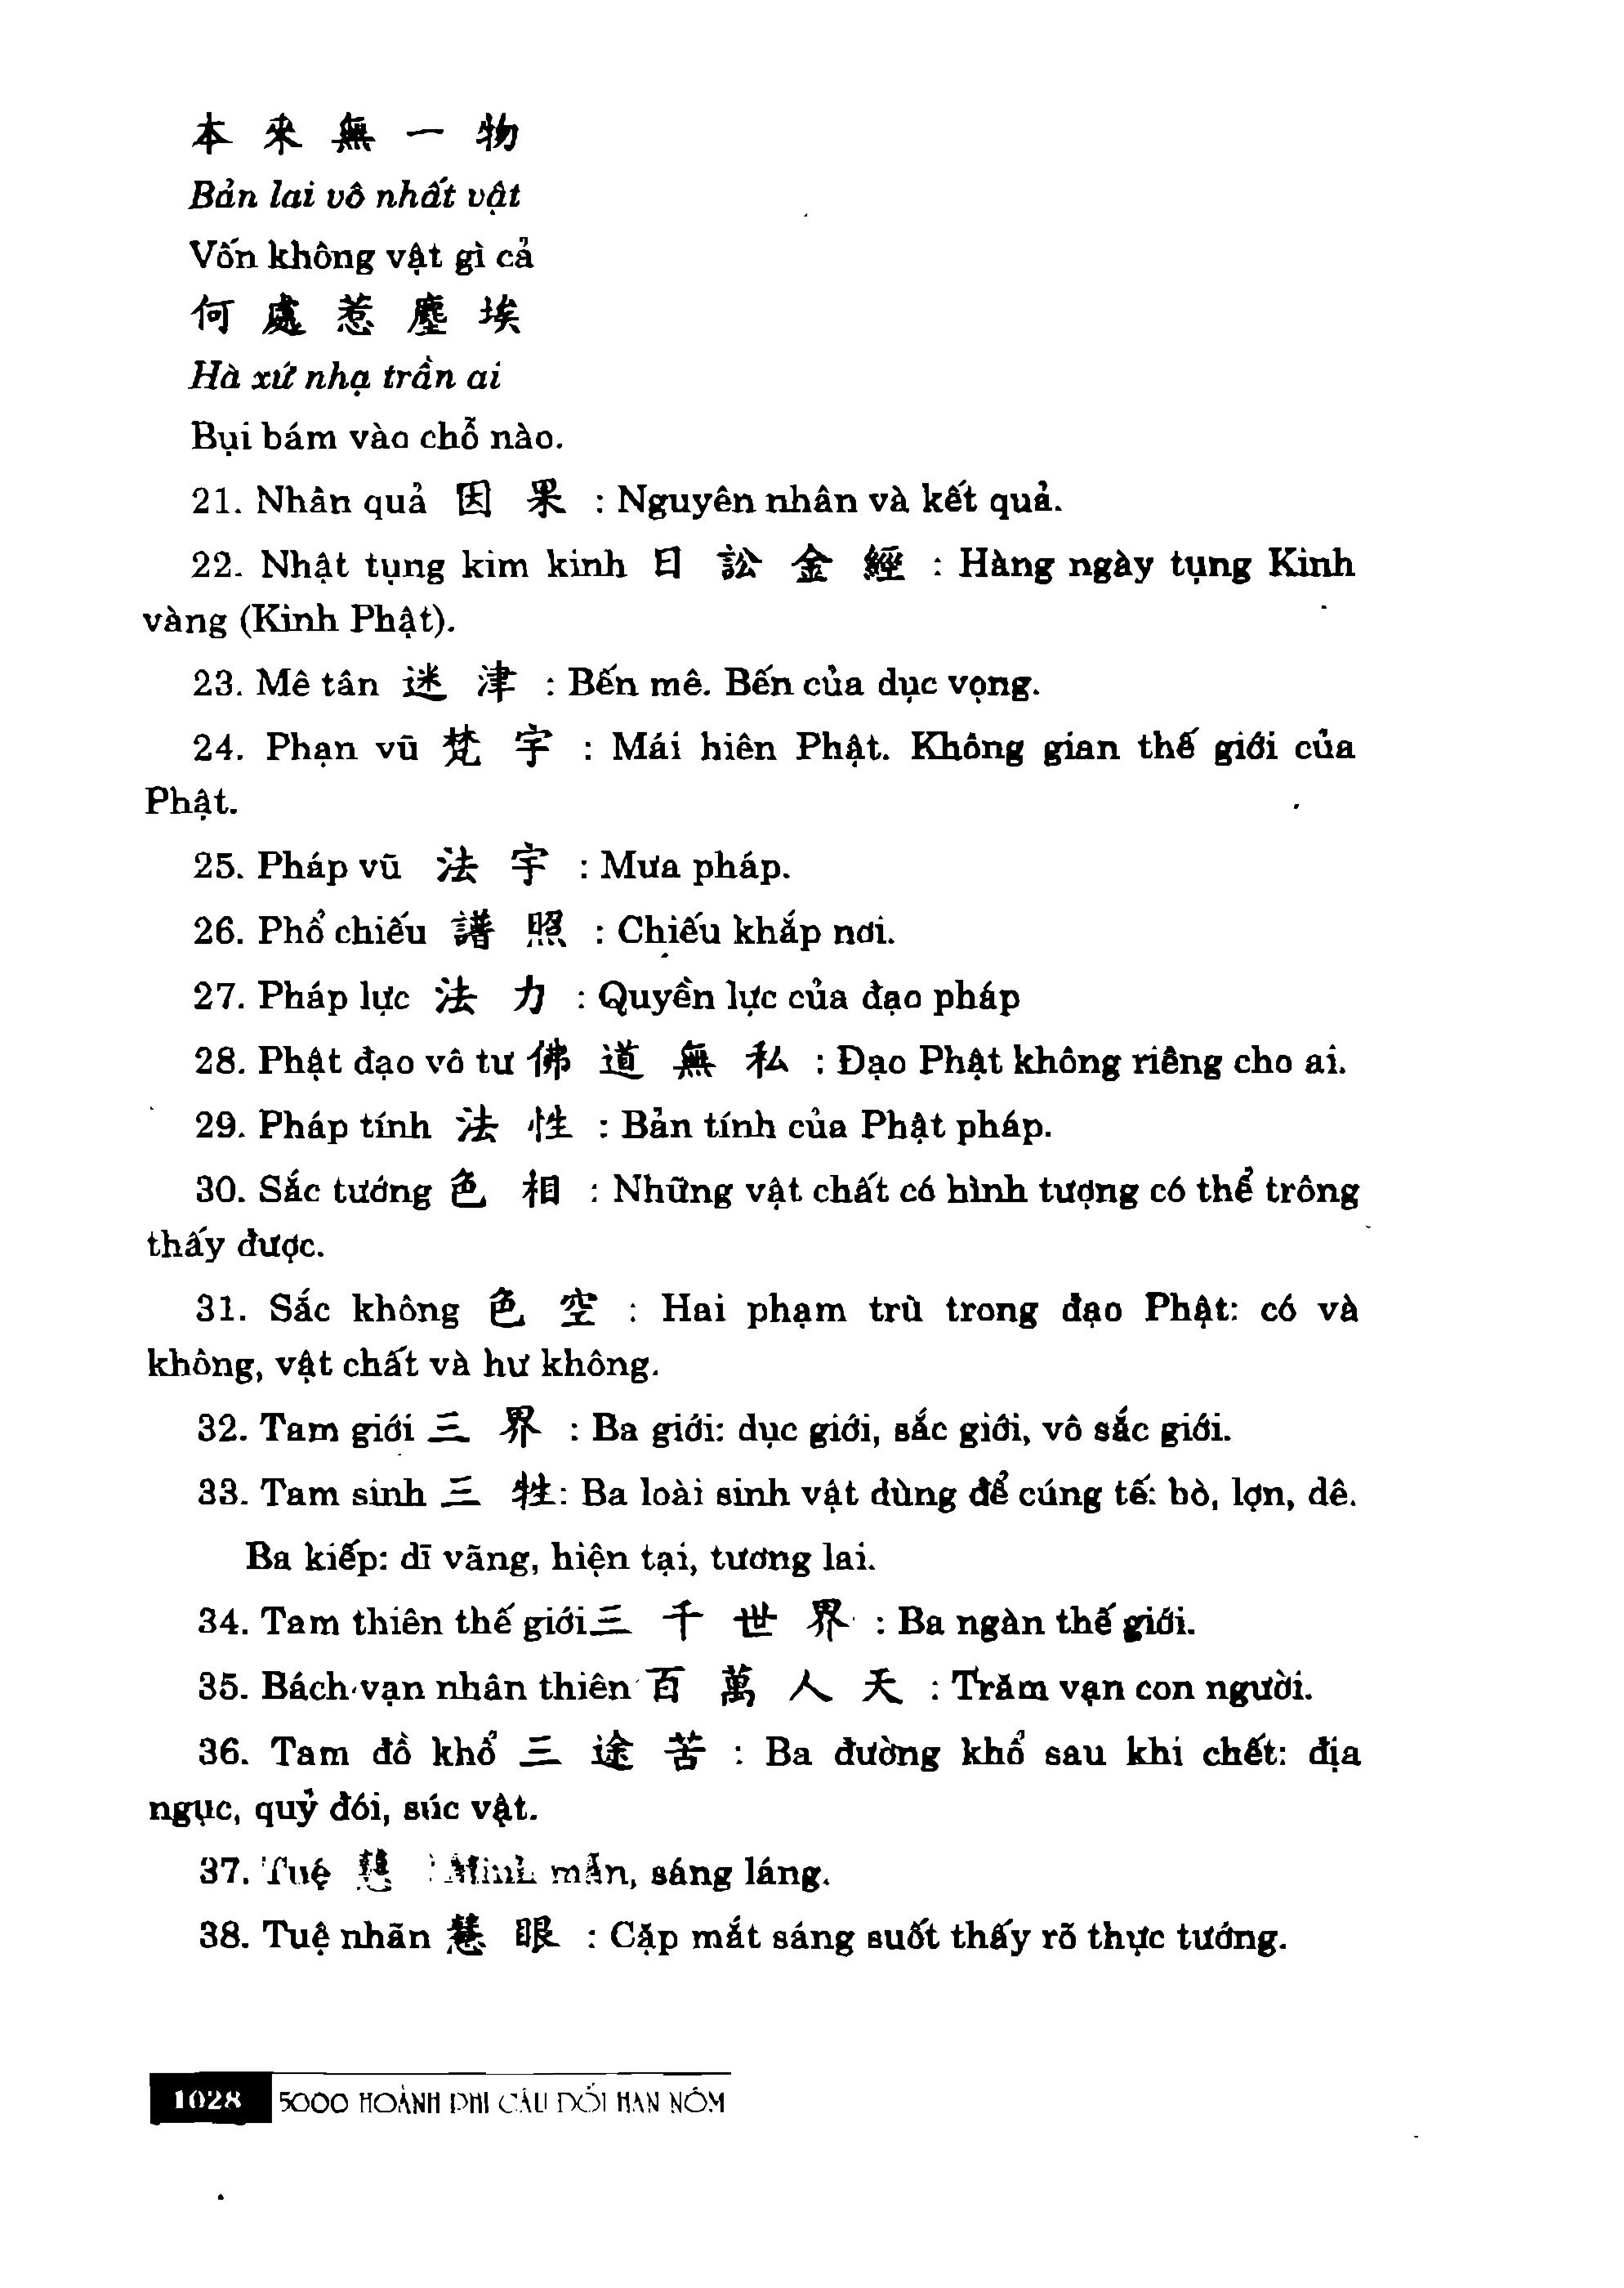 本來無一物
Bản lai vô nhất vật
Vốn không vật gì cả
何處惹塵埃
Hà xứ nhạ trần ai
Bụi bám vào chỗ nào.
21. Nhân quả 因果 : Nguyên nhân và kết quả.
22. Nhật tụng kim kinh 日訟金經 : Hàng ngày tụng Kinh
vàng (Kinh Phật).
23. Mê tân 迷津 : Bến mê. Bến của dục vọng.
24. Phạn vũ 梵宇 : Mái hiên Phật. Không gian thế giới của
Phật.
25. Pháp vũ 法宇 : Mưa pháp.
26. Phổ chiếu 譜照 : Chiếu khắp nơi.
27. Pháp lực 法力 : Quyền lực của đạo pháp
28. Phật đạo vô tư 佛道無私 : Đạo Phật không riêng cho ai.
29. Pháp tính 法性 : Bản tính của Phật pháp.
30. Sắc tướng 色相 : Những vật chất có hình tượng có thể trông
thấy được.
31. Sắc không 色空 : Hai phạm trù trong đạo Phật: có và
không, vật chất và hư không.
32. Tam giới 三界 : Ba giới: dục giới, sắc giới, vô sắc giới.
33. Tam sinh 三牲: Ba loài sinh vật dùng để cúng tế: bò, lợn, dê.
Ba kiếp: dĩ vãng, hiện tại, tương lai.
34. Tam thiên thế giới 三千世界 : Ba ngàn thế giới.
35. Bách vạn nhân thiên 百萬人天 : Trăm vạn con người.
36. Tam đồ khổ 三途苦 : Ba đường khổ sau khi chết: địa
ngục, quỷ đói, súc vật.
37. Tuệ 慧 : Minh mẫn, sáng láng.
38. Tuệ nhãn 慧眼 : Cặp mắt sáng suốt thấy rõ thực tướng.
1028 5000 HOÀNH PHI CÂU ĐỐI HÁN NÔM